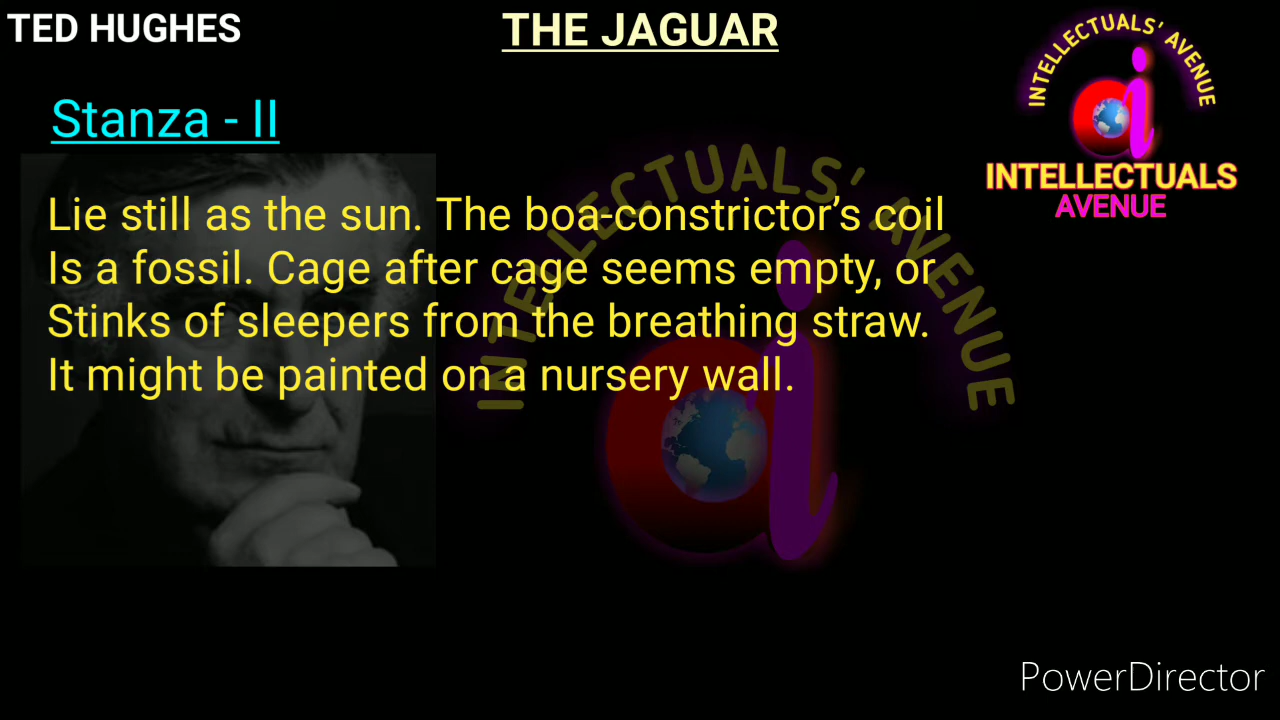 TED HUGHES
THE JAGUAR
INTELLECTUALS' AVENUE
ai
INTELLECTUALS
AVENUE
Stanza - II
INTELLECTUALS' AVENUE
ai
Lie still as the sun. The boa-constrictor’s coil
Is a fossil. Cage after cage seems empty, or
Stinks of sleepers from the breathing straw.
It might be painted on a nursery wall.
PowerDirector